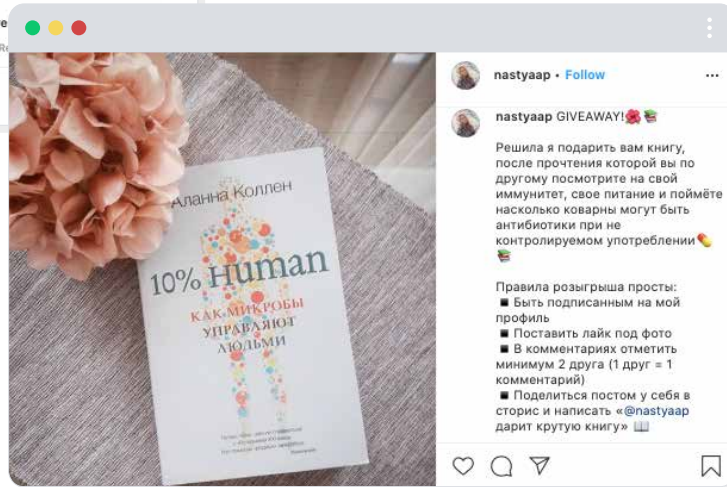 nastyaap • Follow
Аланна Коллен
10% Human
КАК МИКРОБЫ
УПРАВЛЯЮТ
ЛЮДЬМИ
nastyaap GIVEAWAY!🌺📚
Решила я подарить вам книгу,
после прочтения которой вы по
другому посмотрите на свой
иммунитет, свое питание и поймёте
насколько коварны могут быть
антибиотики при не
контролируемом употреблении💊
📚
Правила розыгрыша просты:
▪️ Быть подписанным на мой
профиль
▪️ Поставить лайк под фото
▪️ В комментариях отметить
минимум 2 друга (1 друг = 1
комментарий)
▪️ Поделиться постом у себя в
сторис и написать «@nastyaap
дарит крутую книгу» 📖